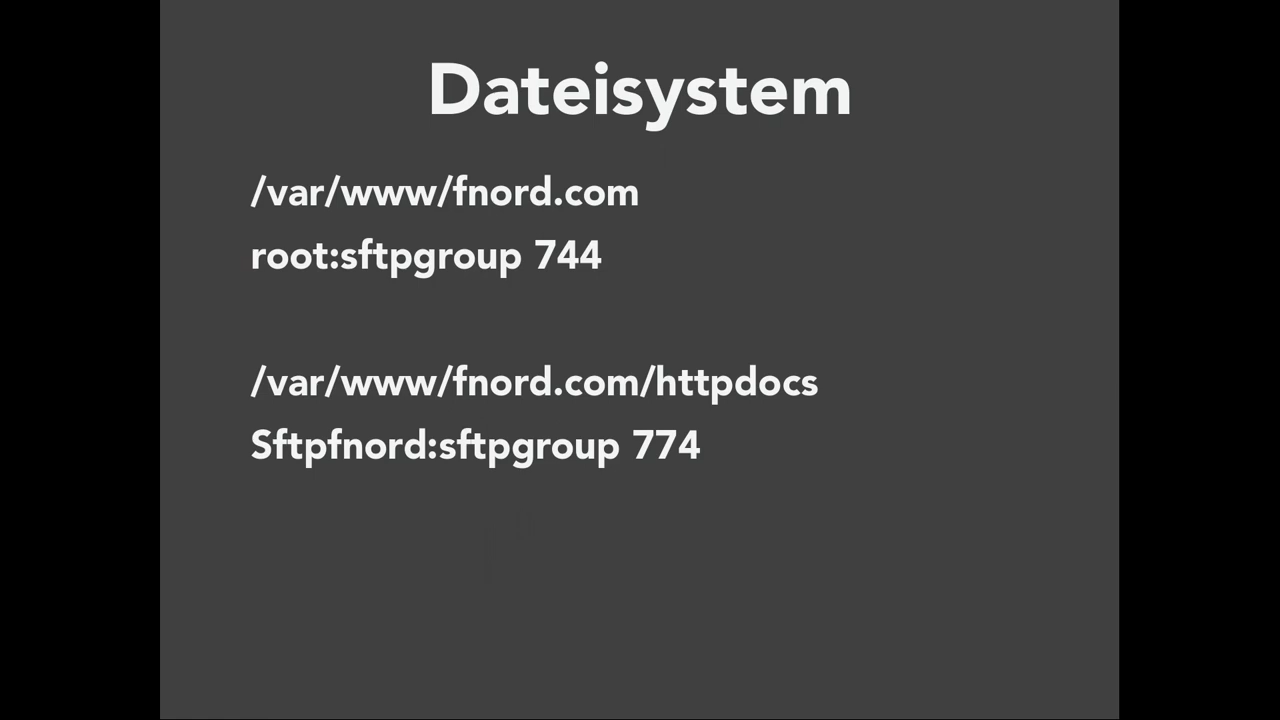 Dateisystem
/var/www/fnord.com
root:sftpgroup 744
/var/www/fnord.com/httpdocs
Sftpfnord:sftpgroup 774